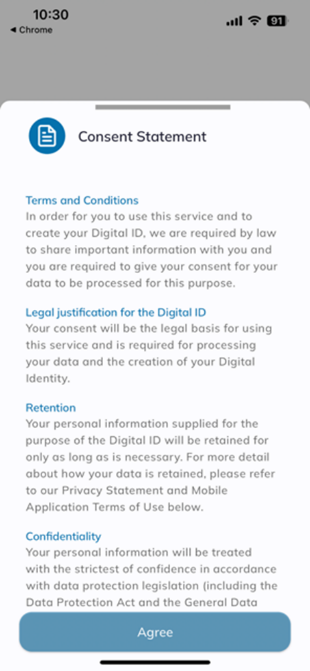 10:30
91
◀ Chrome
Consent Statement
Terms and Conditions
In order for you to use this service and to
create your Digital ID, we are required by law
to share important information with you and
you are required to give your consent for your
data to be processed for this purpose.
Legal justification for the Digital ID
Your consent will be the legal basis for using
this service and is required for processing
your data and the creation of your Digital
Identity.
Retention
Your personal information supplied for the
purpose of the Digital ID will be retained for
only as long as is necessary. For more detail
about how your data is retained, please refer
to our Privacy Statement and Mobile
Application Terms of Use below.
Confidentiality
Your personal information will be treated
with the strictest of confidence in accordance
with data protection legislation (including the
Data Protection Act and the General Data
Agree